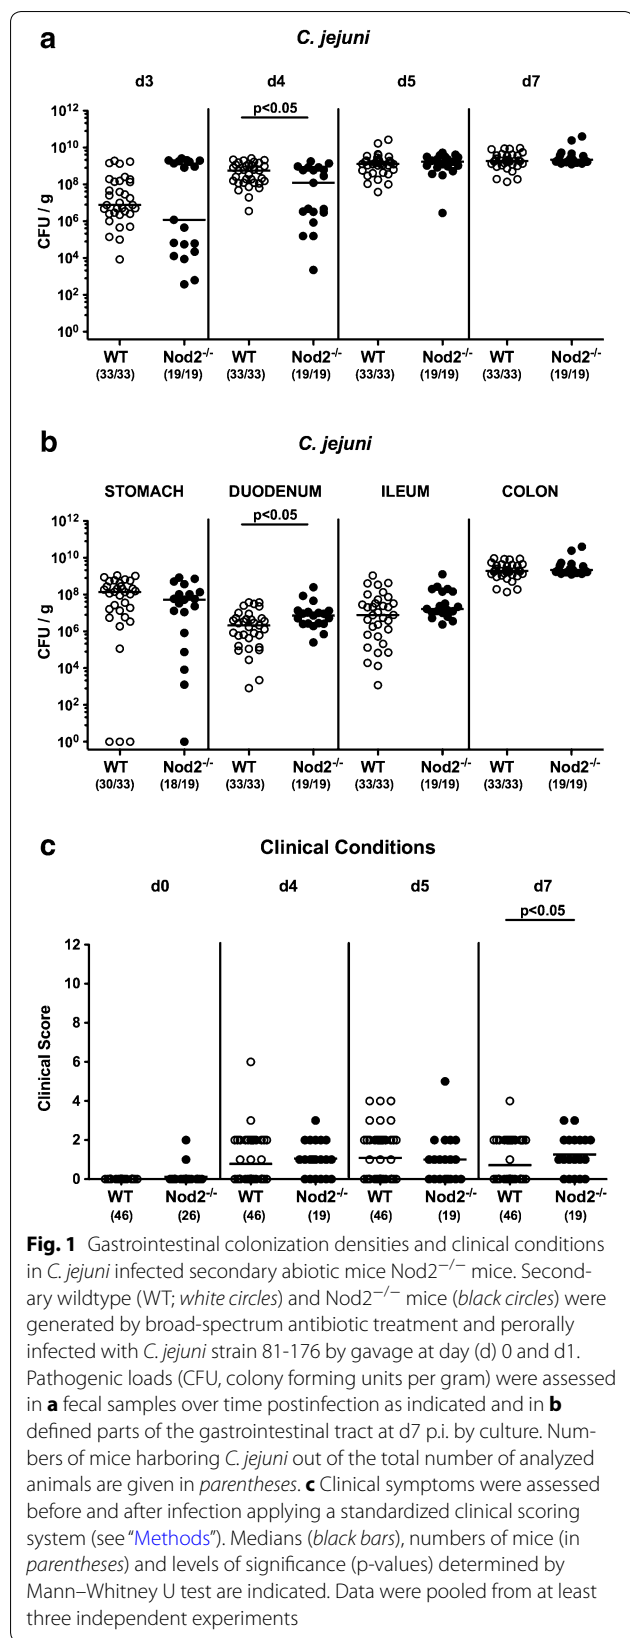 a
C. jejuni
d3 d4 d5 d7
p<0.05
10^12
10^10
10^8
10^6
10^4
10^2
10^0
CFU / g
WT Nod2^-/- WT Nod2^-/- WT Nod2^-/- WT Nod2^-/-
(33/33) (19/19) (33/33) (19/19) (33/33) (19/19) (33/33) (19/19)
b
C. jejuni
STOMACH DUODENUM ILEUM COLON
p<0.05
10^12
10^10
10^8
10^6
10^4
10^2
10^0
CFU / g
WT Nod2^-/- WT Nod2^-/- WT Nod2^-/- WT Nod2^-/-
(30/33) (18/19) (33/33) (19/19) (33/33) (19/19) (33/33) (19/19)
c
Clinical Conditions
d0 d4 d5 d7
p<0.05
12
10
8
6
4
2
0
Clinical Score
WT Nod2^-/- WT Nod2^-/- WT Nod2^-/- WT Nod2^-/-
(46) (26) (46) (19) (46) (19) (46) (19)
Fig. 1 Gastrointestinal colonization densities and clinical conditions
in C. jejuni infected secondary abiotic mice Nod2−/− mice. Second-
ary wildtype (WT; white circles) and Nod2−/− mice (black circles) were
generated by broad-spectrum antibiotic treatment and perorally
infected with C. jejuni strain 81-176 by gavage at day (d) 0 and d1.
Pathogenic loads (CFU, colony forming units per gram) were assessed
in a fecal samples over time postinfection as indicated and in b
defined parts of the gastrointestinal tract at d7 p.i. by culture. Num-
bers of mice harboring C. jejuni out of the total number of analyzed
animals are given in parentheses. c Clinical symptoms were assessed
before and after infection applying a standardized clinical scoring
system (see “Methods”). Medians (black bars), numbers of mice (in
parentheses) and levels of significance (p-values) determined by
Mann–Whitney U test are indicated. Data were pooled from at least
three independent experiments